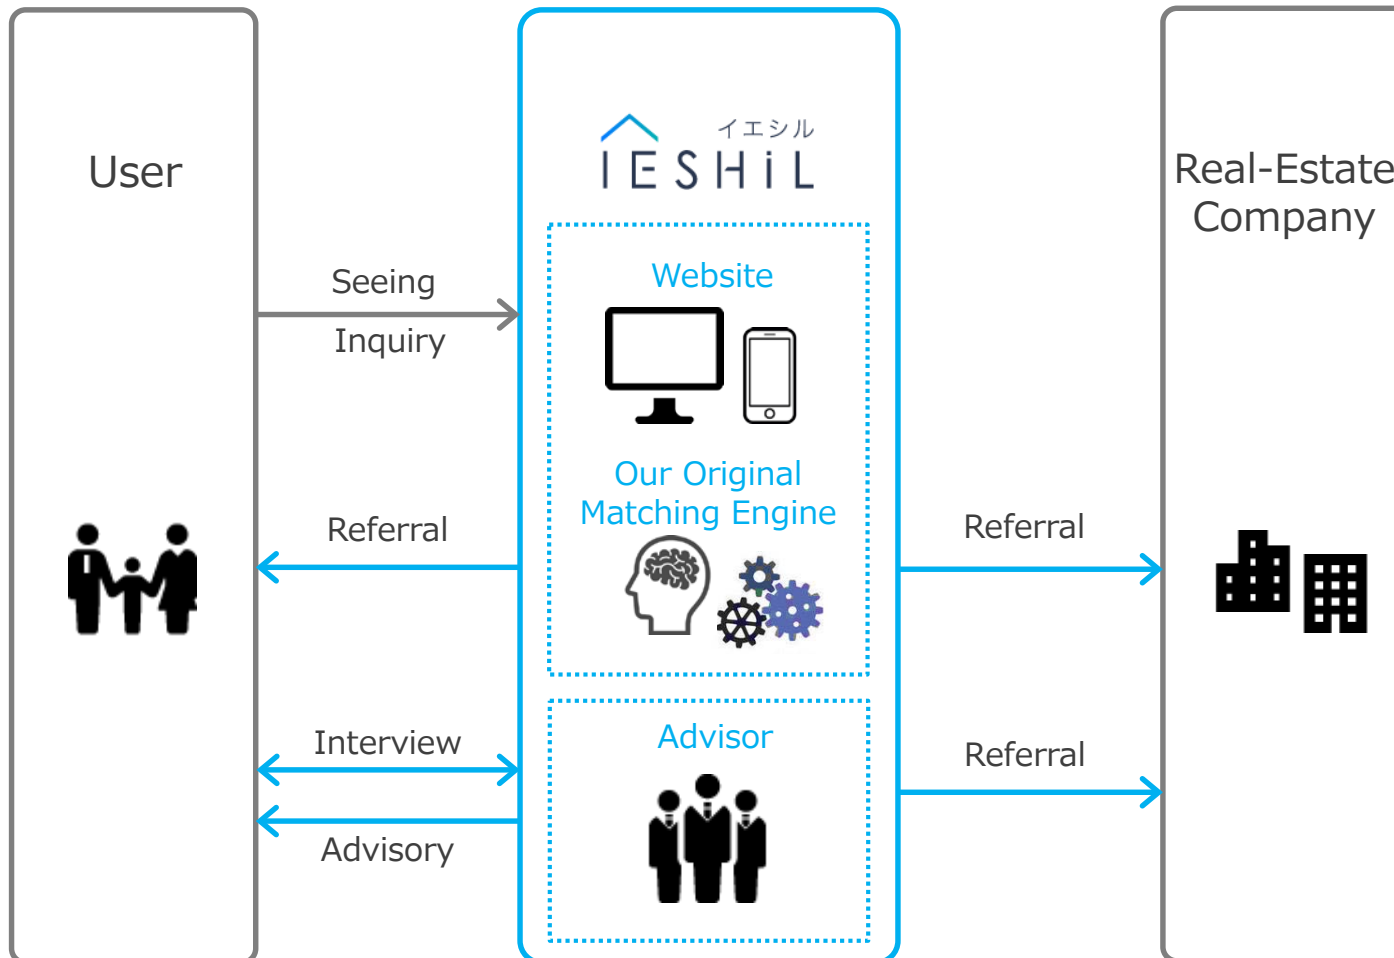 User
Seeing
Inquiry
Referral
Interview
Advisory
イエシル
IESHiL
Website
Our Original
Matching Engine
Advisor
Referral
Referral
Real-Estate
Company